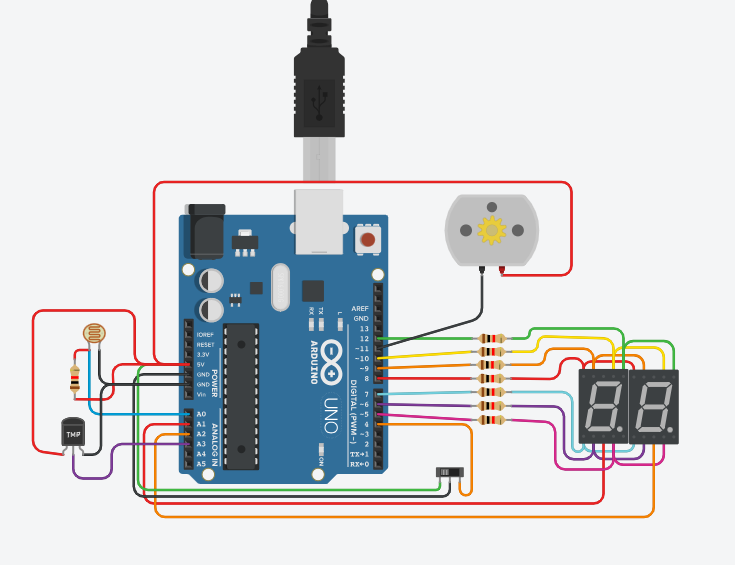 RX
TX
L
AREF
GND
13
12
~11
~10
~9
8
7
~6
~5
4
~3
2
TX→1
RX←0
IOREF
RESET
3.3V
5V
GND
GND
Vin
POWER
A0
A1
A2
A3
A4
A5
ANALOG IN
ARDUINO
UNO
DIGITAL (PWM~)
ON
TMP